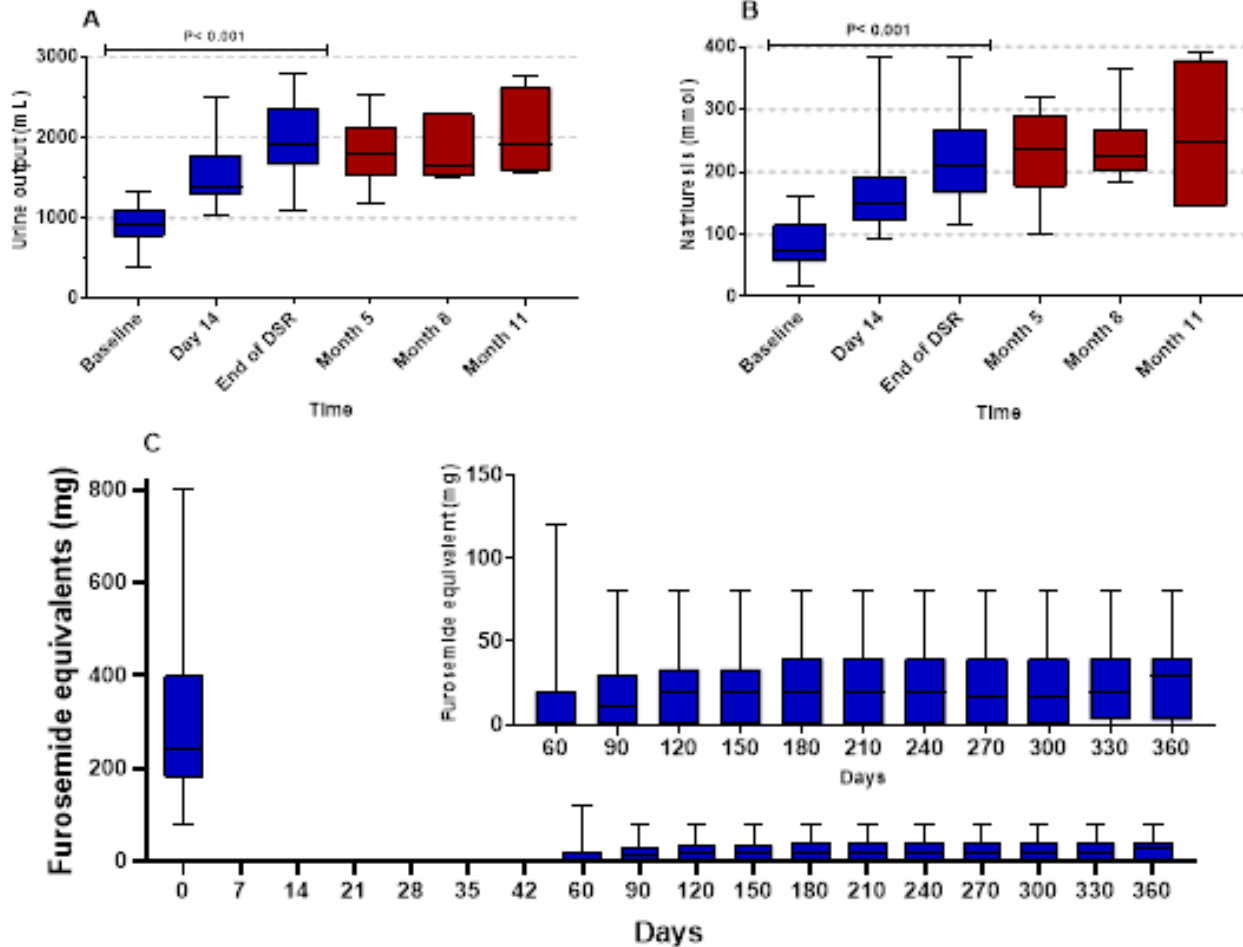 A
P< 0.001
3000
2000
1000
0
Urine output (mL)
Baseline
Day 14
End of DSR
Month 5
Month 8
Month 11
Time
B
P< 0.001
400
300
200
100
0
Natriuresis (mmol)
Baseline
Day 14
End of DSR
Month 5
Month 8
Month 11
Time
C
Furosemide equivalents (mg)
800
600
400
200
0
0 7 14 21 28 35 42 60 90 120 150 180 210 240 270 300 330 360
Days
Furosemide equivalent (mg)
150
100
50
0
60 90 120 150 180 210 240 270 300 330 360
Days